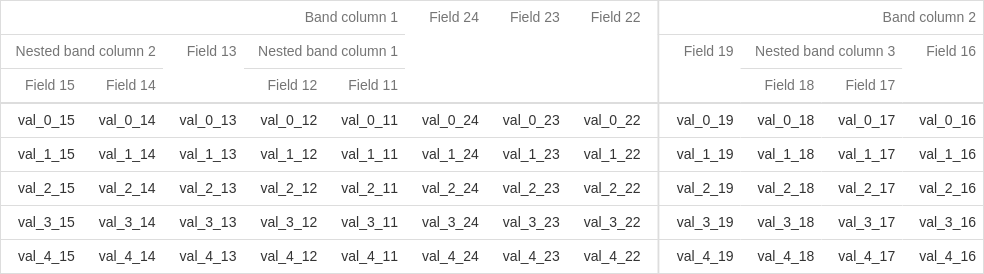 Band column 1 Field 24 Field 23 Field 22 Band column 2
Nested band column 2 Field 13 Nested band column 1 Field 19 Nested band column 3 Field 16
Field 15 Field 14 Field 12 Field 11 Field 18 Field 17
val_0_15 val_0_14 val_0_13 val_0_12 val_0_11 val_0_24 val_0_23 val_0_22 val_0_19 val_0_18 val_0_17 val_0_16
val_1_15 val_1_14 val_1_13 val_1_12 val_1_11 val_1_24 val_1_23 val_1_22 val_1_19 val_1_18 val_1_17 val_1_16
val_2_15 val_2_14 val_2_13 val_2_12 val_2_11 val_2_24 val_2_23 val_2_22 val_2_19 val_2_18 val_2_17 val_2_16
val_3_15 val_3_14 val_3_13 val_3_12 val_3_11 val_3_24 val_3_23 val_3_22 val_3_19 val_3_18 val_3_17 val_3_16
val_4_15 val_4_14 val_4_13 val_4_12 val_4_11 val_4_24 val_4_23 val_4_22 val_4_19 val_4_18 val_4_17 val_4_16